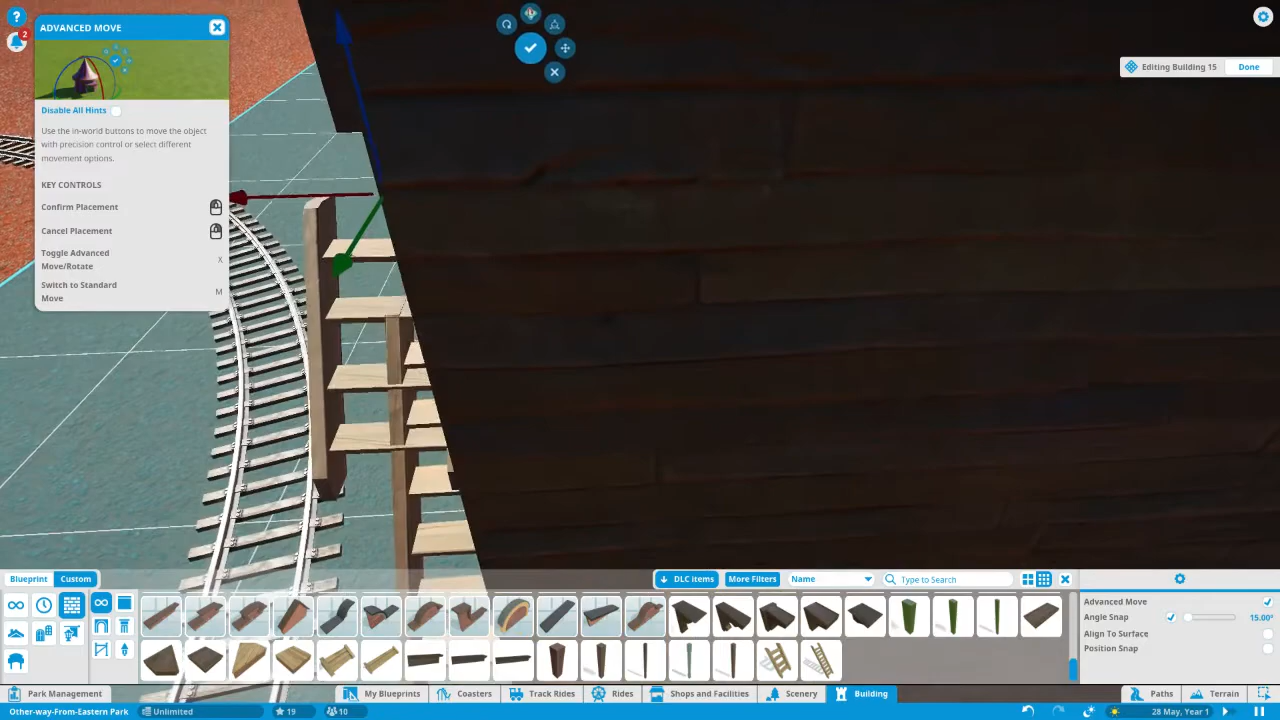 ?
2
ADVANCED MOVE
Disable All Hints
Use the in-world buttons to move the object
with precision control or select different
movement options.
KEY CONTROLS
Confirm Placement
Cancel Placement
Toggle Advanced
Move/Rotate
X
Switch to Standard
Move
M
Editing Building 15
Done
Blueprint
Custom
DLC items
More Filters
Name
Type to Search
Advanced Move
Angle Snap
15.00°
Align To Surface
Position Snap
Park Management
My Blueprints
Coasters
Track Rides
Rides
Shops and Facilities
Scenery
Building
Paths
Terrain
Other-way-From-Eastern Park
Unlimited
19
10
28 May, Year 1